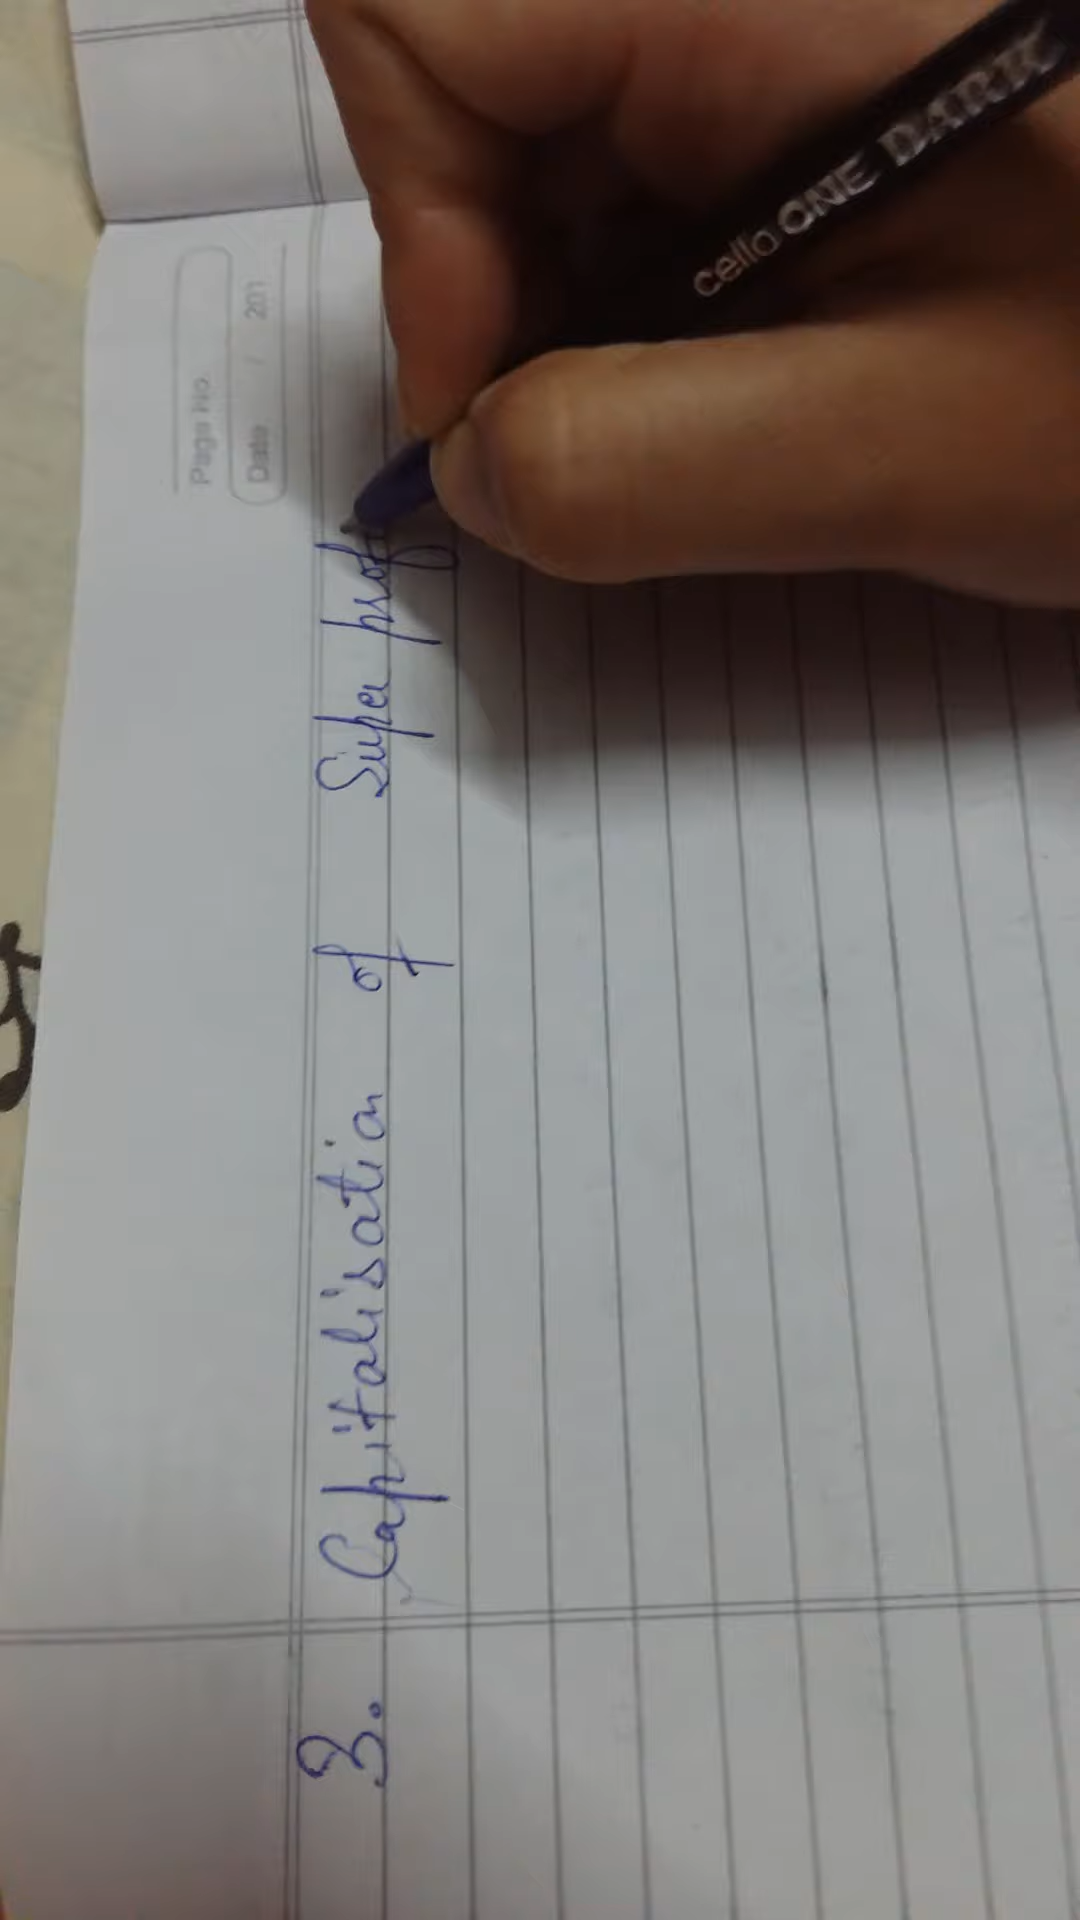 Page No.
Date / 201
3. Capitalisation of Super prof
cello ONE DARK